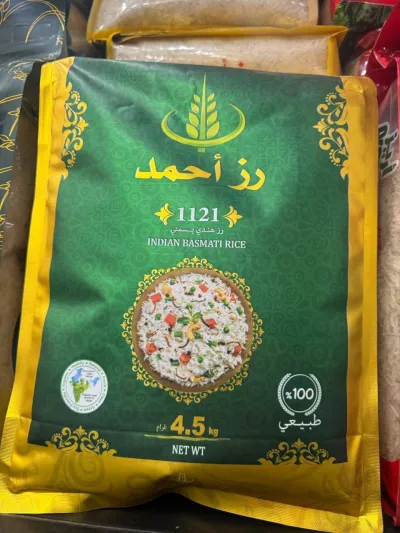 رز أحمد
1121
رز هندي بسمتي
INDIAN BASMATI RICE
%100
طبيعي
4.5 kg غرام
NET WT